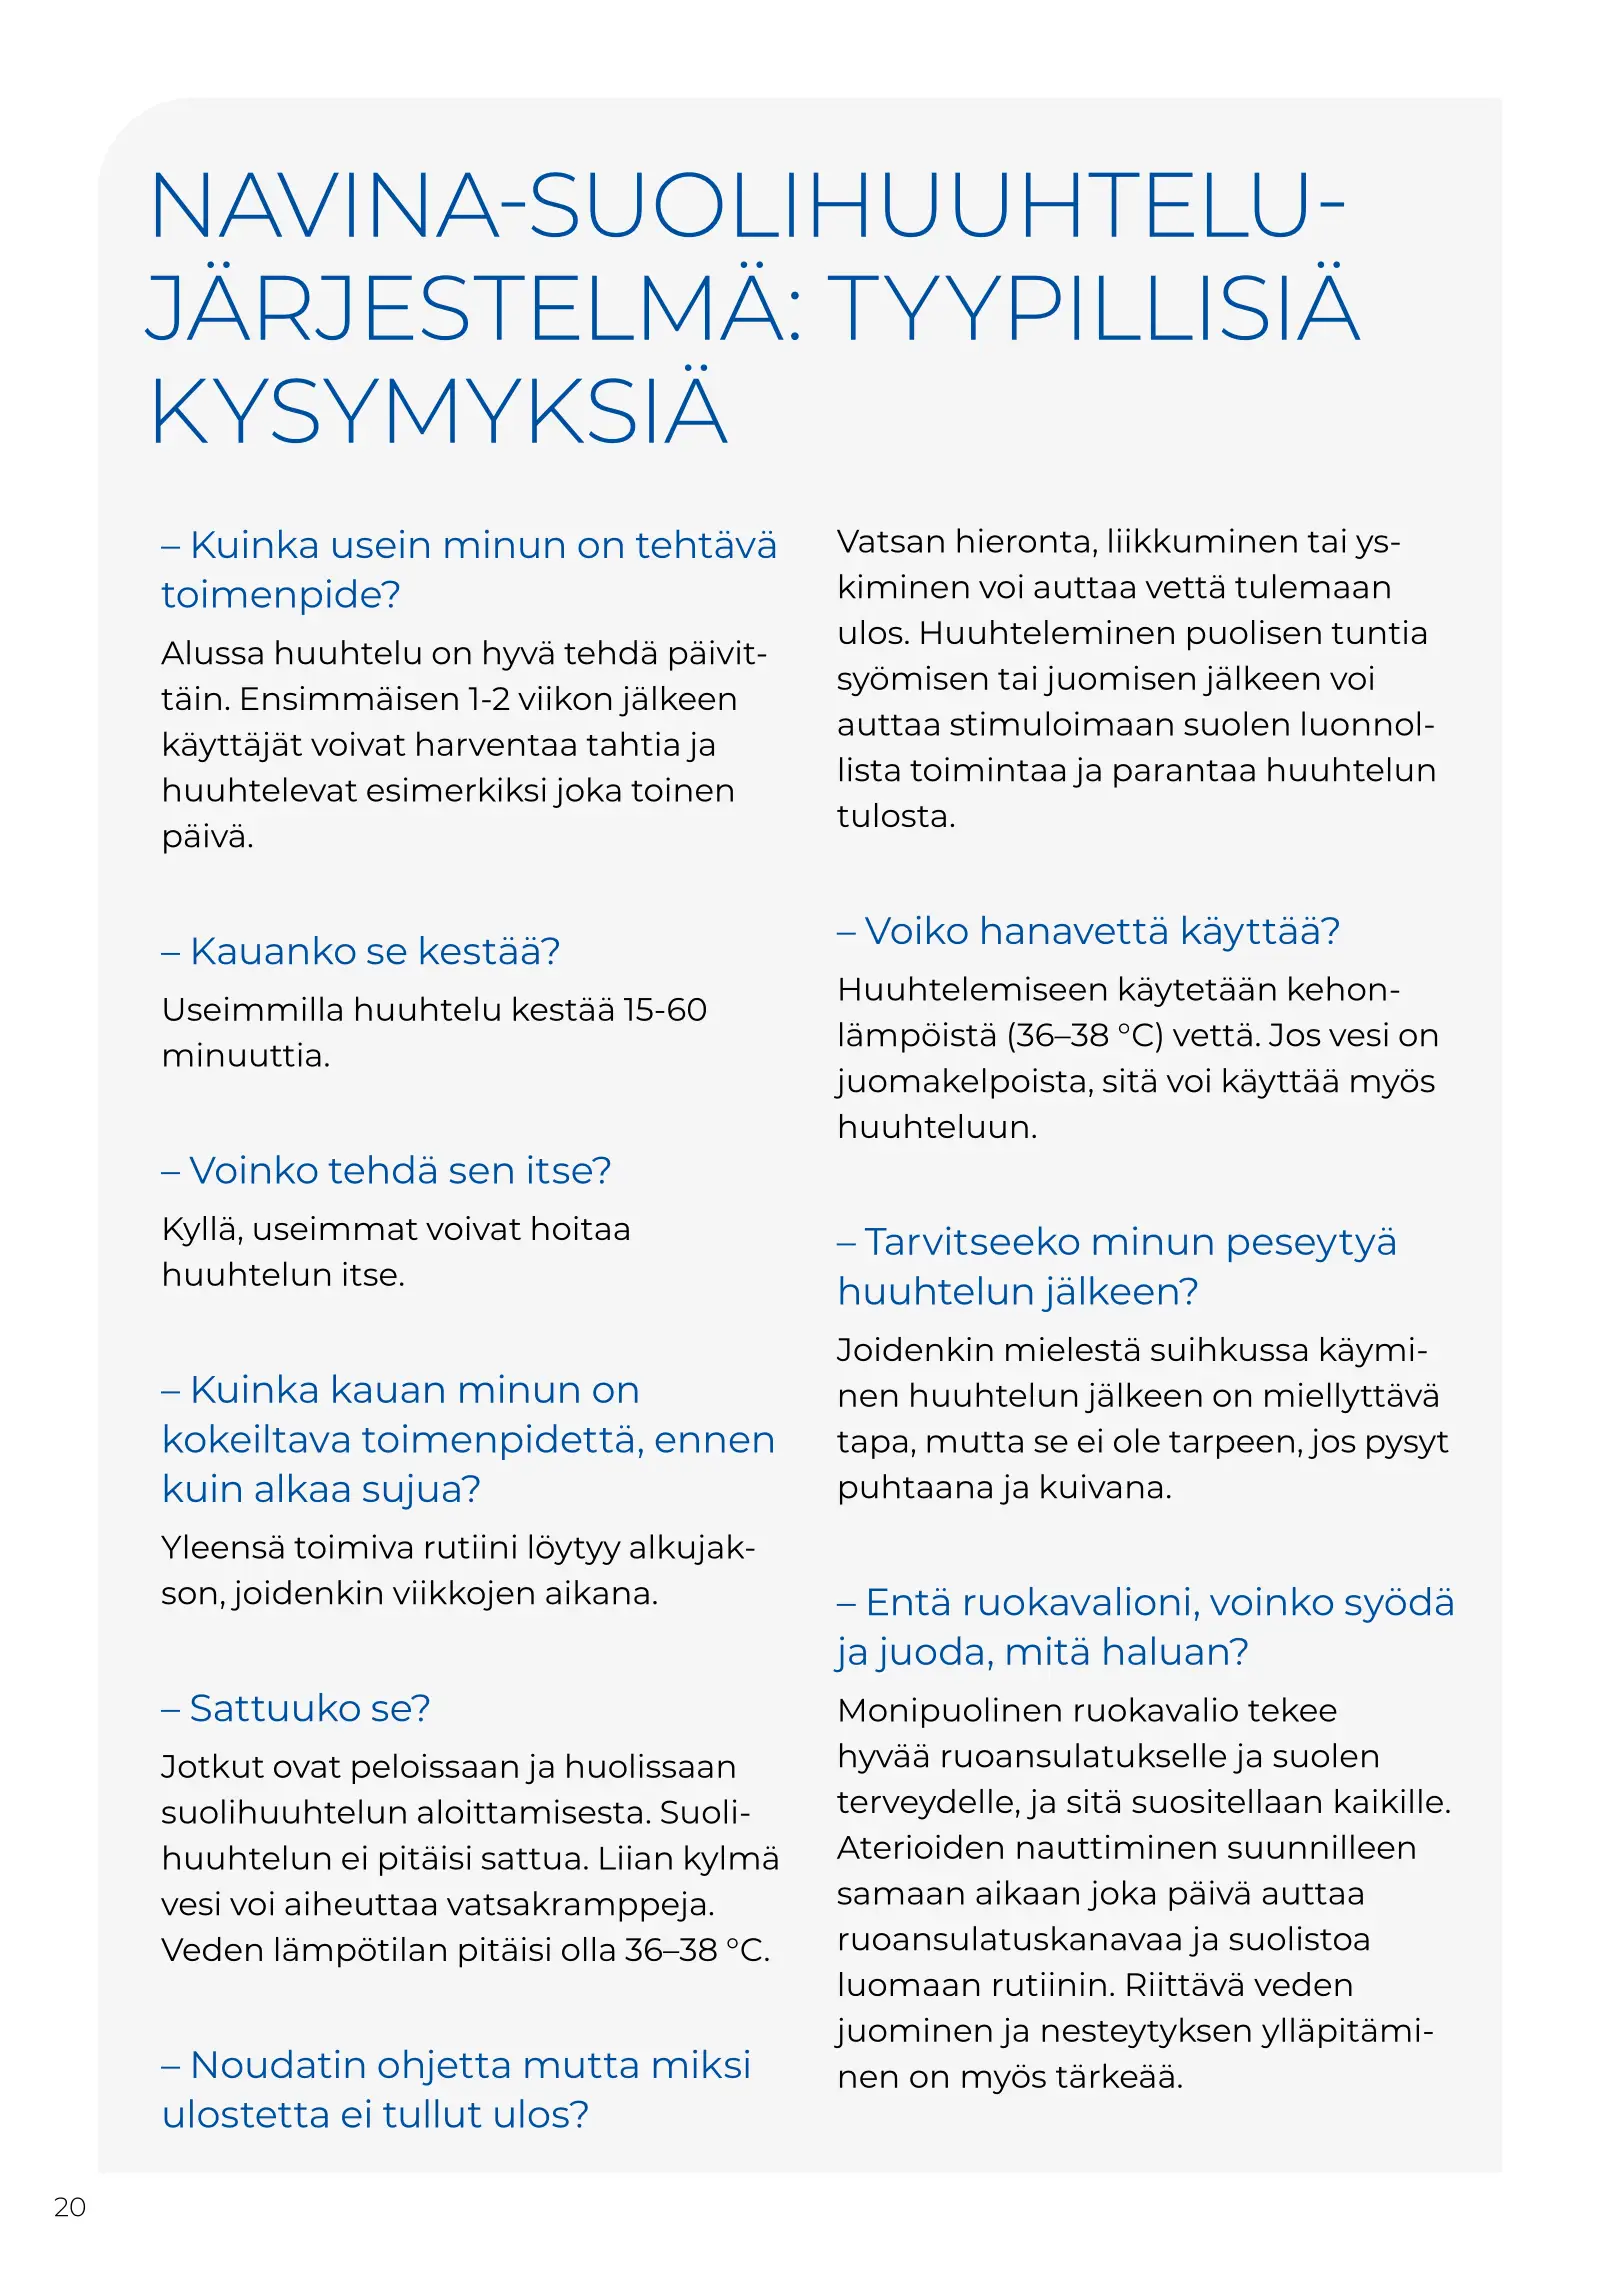 NAVINA-SUOLIHUUHTELU-
JÄRJESTELMÄ: TYYPILLISIÄ
KYSYMYKSIÄ
– Kuinka usein minun on tehtävä
toimenpide?
Alussa huuhtelu on hyvä tehdä päivit-
täin. Ensimmäisen 1-2 viikon jälkeen
käyttäjät voivat harventaa tahtia ja
huuhtelevat esimerkiksi joka toinen
päivä.
– Kauanko se kestää?
Useimmilla huuhtelu kestää 15-60
minuuttia.
– Voinko tehdä sen itse?
Kyllä, useimmat voivat hoitaa
huuhtelun itse.
– Kuinka kauan minun on
kokeiltava toimenpidettä, ennen
kuin alkaa sujua?
Yleensä toimiva rutiini löytyy alkujak-
son, joidenkin viikkojen aikana.
– Sattuuko se?
Jotkut ovat peloissaan ja huolissaan
suolihuuhtelun aloittamisesta. Suoli-
huuhtelun ei pitäisi sattua. Liian kylmä
vesi voi aiheuttaa vatsakramppeja.
Veden lämpötilan pitäisi olla 36–38 °C.
– Noudatin ohjetta mutta miksi
ulostetta ei tullut ulos?
Vatsan hieronta, liikkuminen tai ys-
kiminen voi auttaa vettä tulemaan
ulos. Huuhteleminen puolisen tuntia
syömisen tai juomisen jälkeen voi
auttaa stimuloimaan suolen luonnol-
lista toimintaa ja parantaa huuhtelun
tulosta.
– Voiko hanavettä käyttää?
Huuhtelemiseen käytetään kehon-
lämpöistä (36–38 °C) vettä. Jos vesi on
juomakelpoista, sitä voi käyttää myös
huuhteluun.
– Tarvitseeko minun peseytyä
huuhtelun jälkeen?
Joidenkin mielestä suihkussa käymi-
nen huuhtelun jälkeen on miellyttävä
tapa, mutta se ei ole tarpeen, jos pysyt
puhtaana ja kuivana.
– Entä ruokavalioni, voinko syödä
ja juoda, mitä haluan?
Monipuolinen ruokavalio tekee
hyvää ruoansulatukselle ja suolen
terveydelle, ja sitä suositellaan kaikille.
Aterioiden nauttiminen suunnilleen
samaan aikaan joka päivä auttaa
ruoansulatuskanavaa ja suolistoa
luomaan rutiinin. Riittävä veden
juominen ja nesteytyksen ylläpitämi-
nen on myös tärkeää.
20